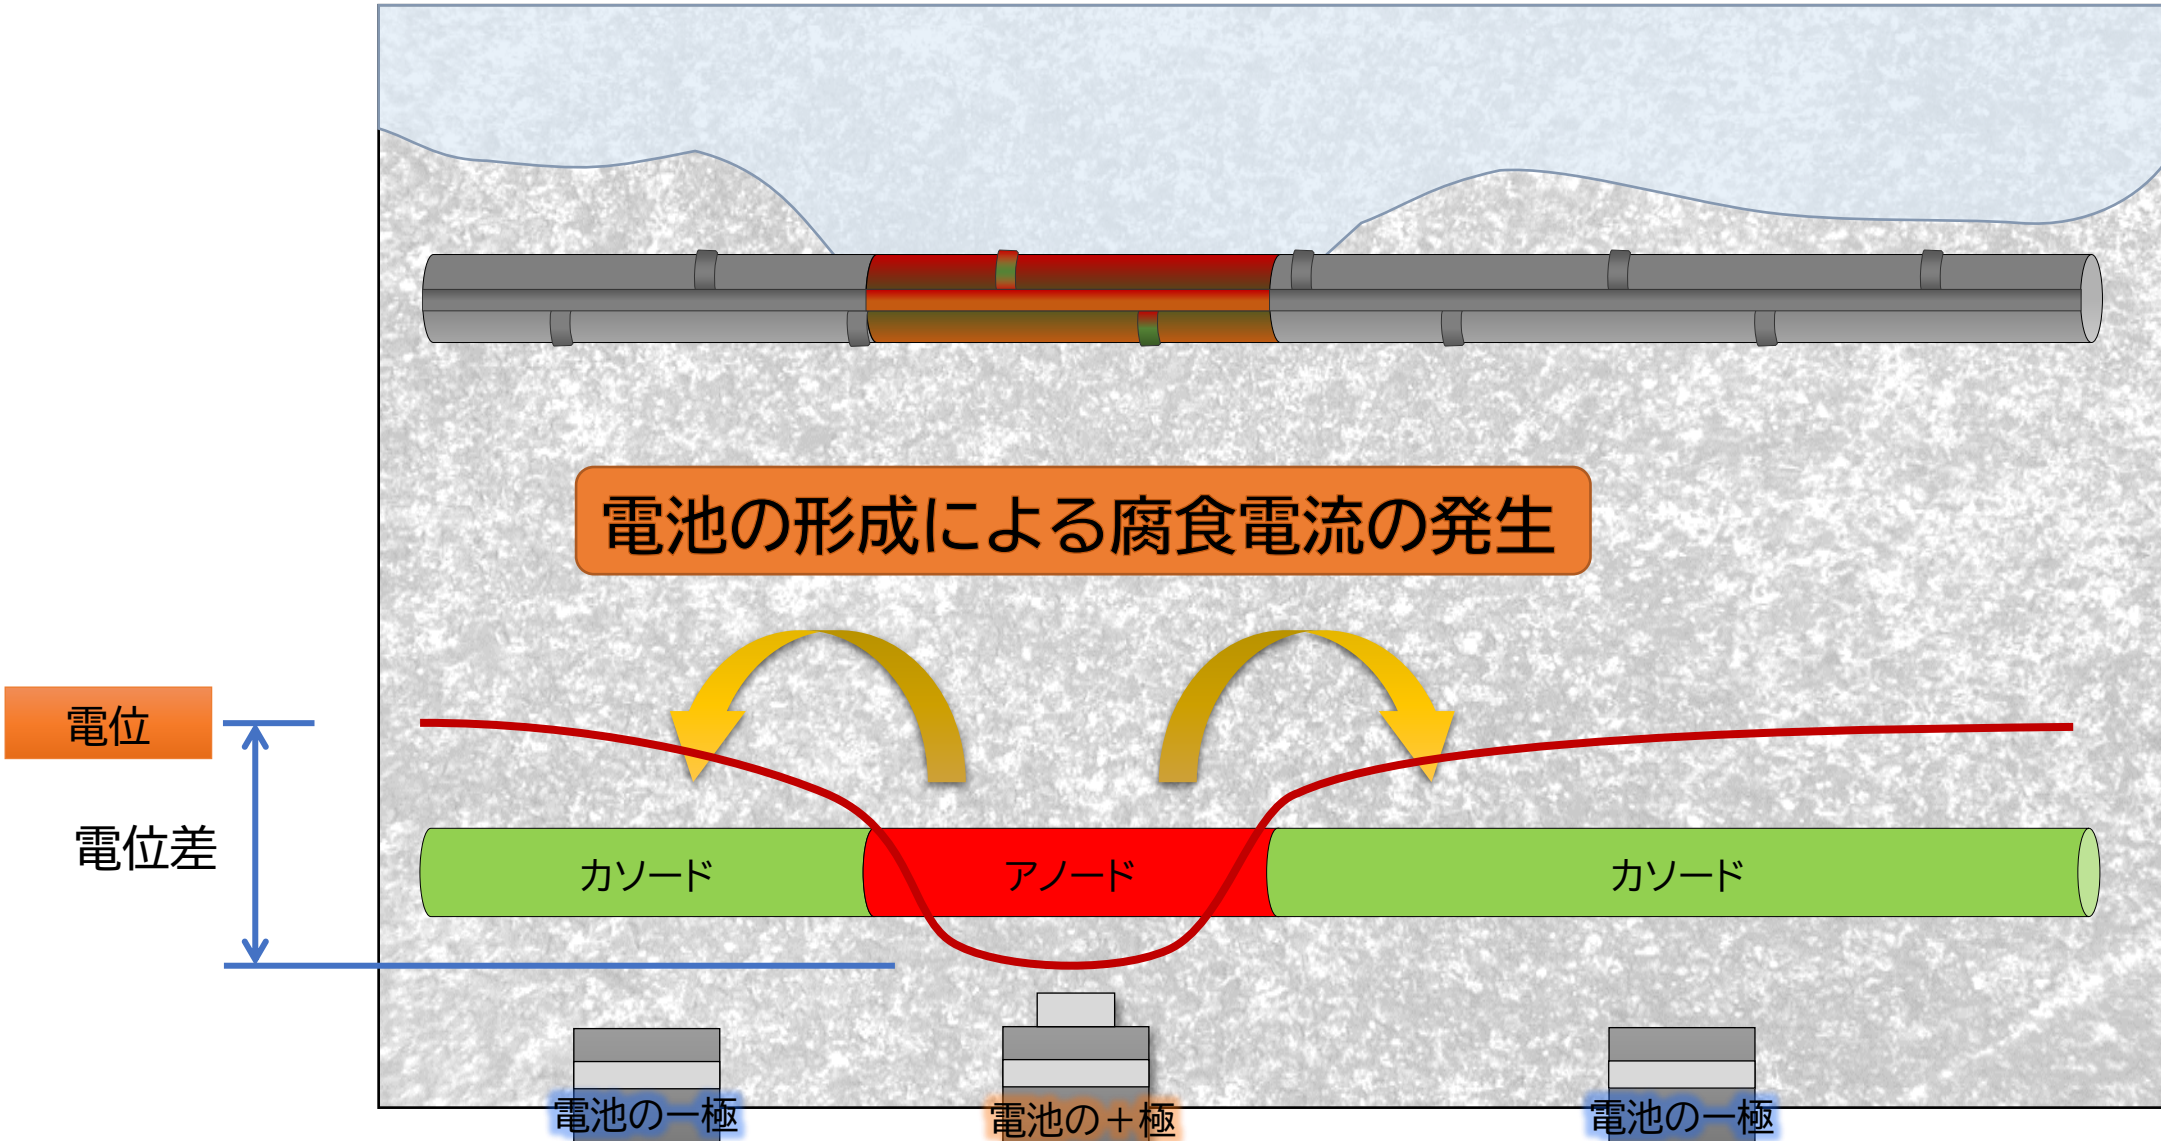 電池の形成による腐食電流の発生
電位
電位差
カソード
アノード
カソード
電池の－極
電池の＋極
電池の－極